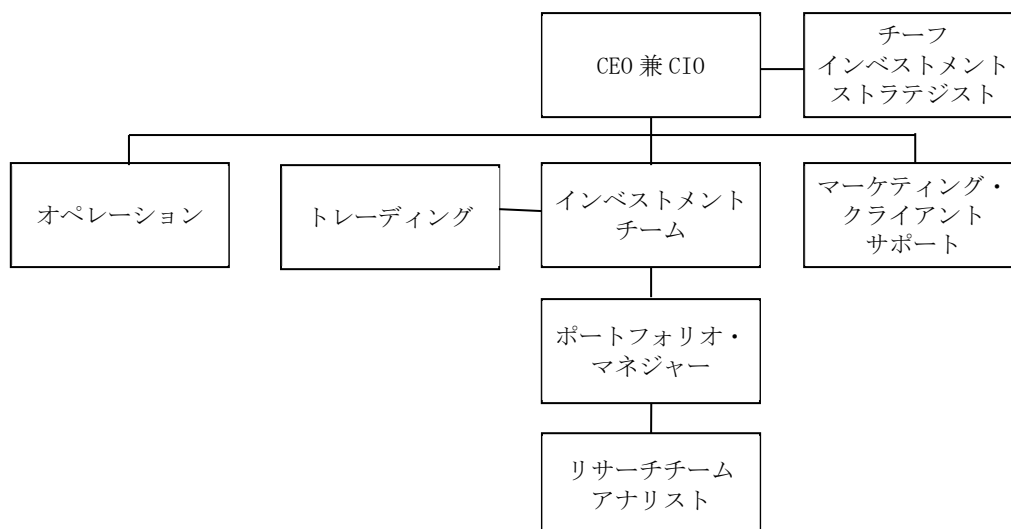 CEO 兼 CIO
チーフ
インベストメント
ストラテジスト
オペレーション
トレーディング
インベストメント
チーム
マーケティング・
クライアント
サポート
ポートフォリオ・
マネジャー
リサーチチーム
アナリスト